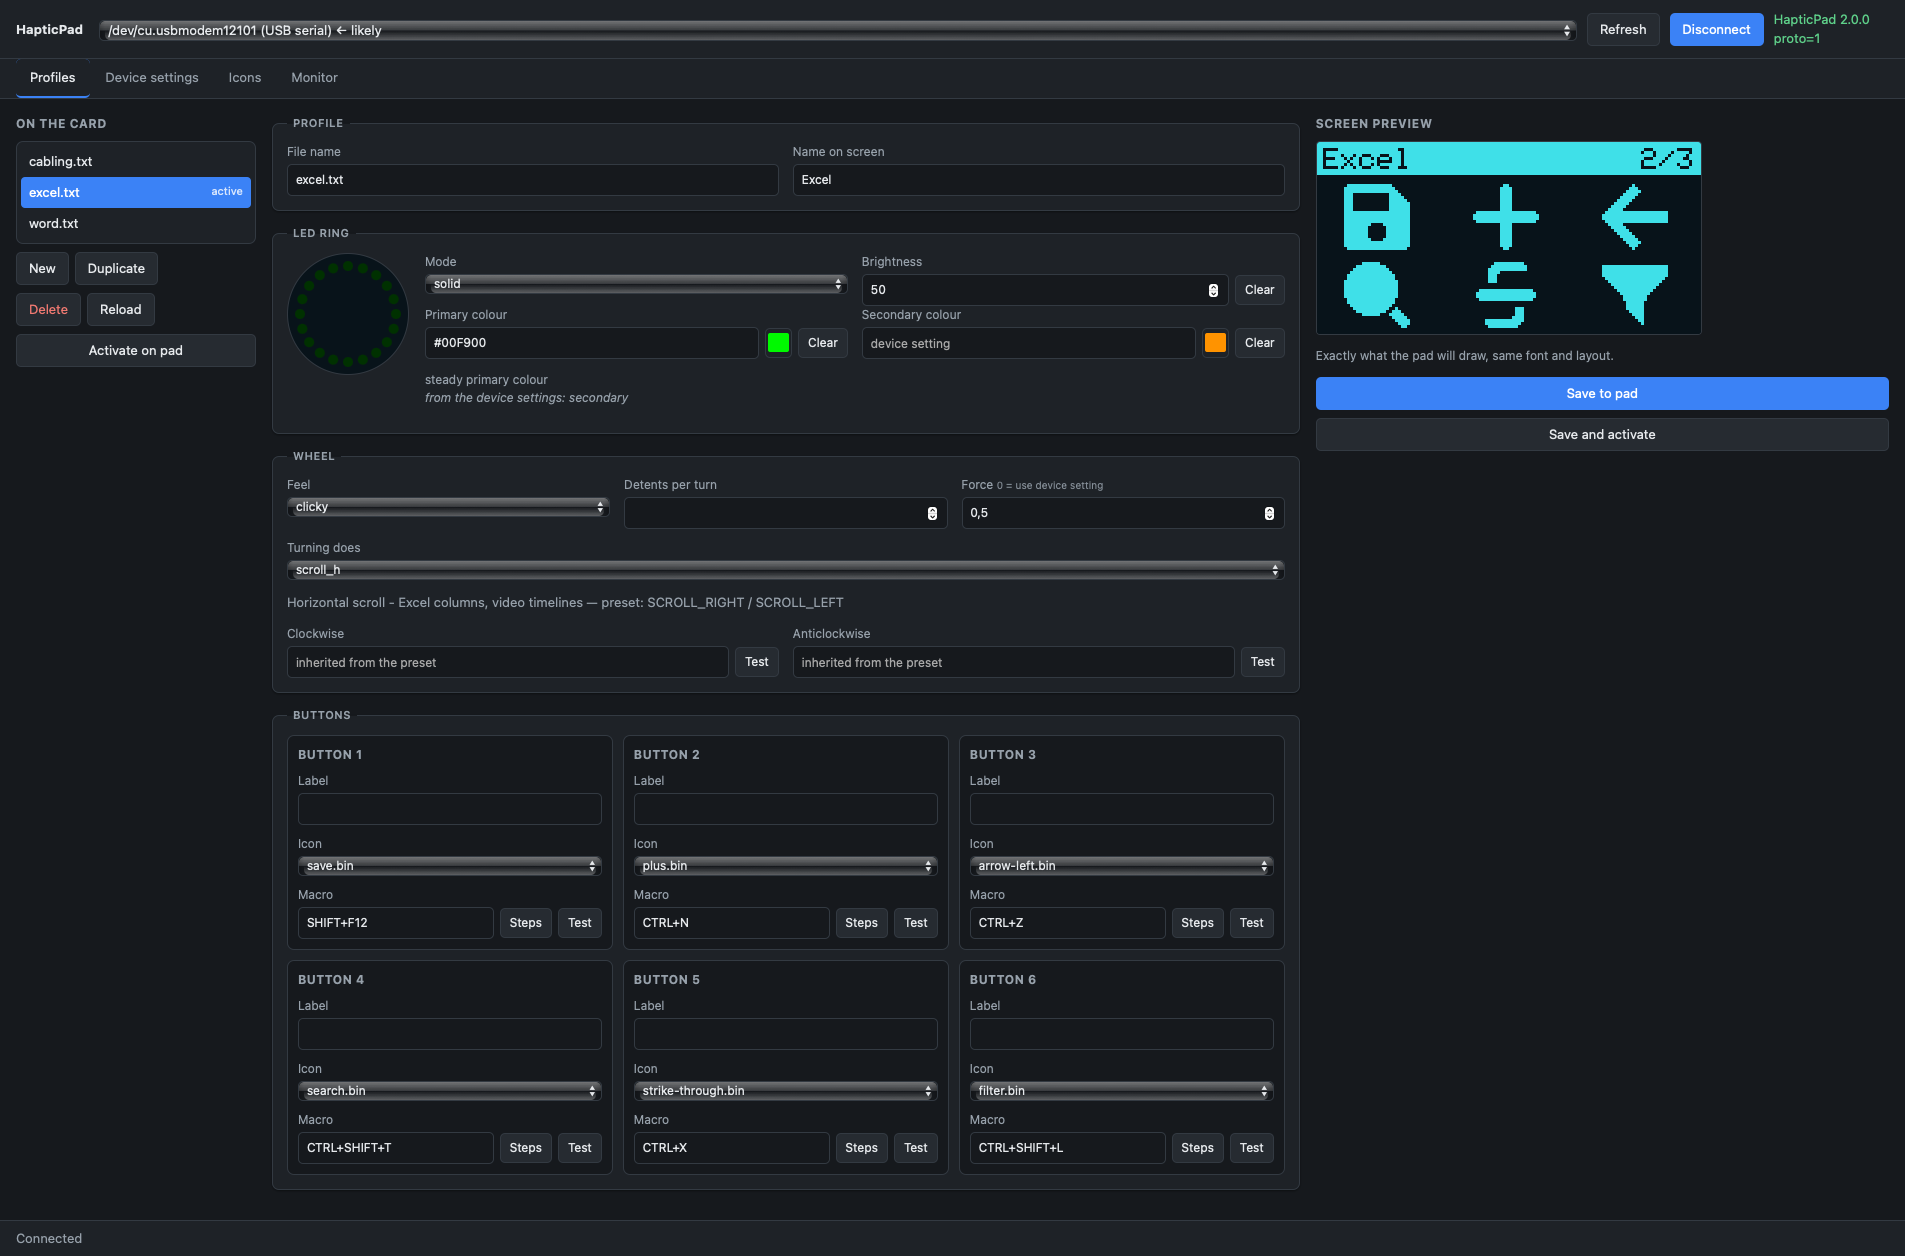 HapticPad
/dev/cu.usbmodem12101 (USB serial) ← likely
Refresh
Disconnect
HapticPad 2.0.0
proto=1
Profiles
Device settings
Icons
Monitor
ON THE CARD
cabling.txt
excel.txt
active
word.txt
New
Duplicate
Delete
Reload
Activate on pad
PROFILE
File name
Name on screen
excel.txt
Excel
LED RING
Mode
Brightness
solid
50
Clear
Primary colour
Secondary colour
#00F900
Clear
device setting
Clear
steady primary colour
from the device settings: secondary
WHEEL
Feel
Detents per turn
Force 0 = use device setting
clicky
0,5
Turning does
scroll_h
Horizontal scroll - Excel columns, video timelines — preset: SCROLL_RIGHT / SCROLL_LEFT
Clockwise
Anticlockwise
inherited from the preset
Test
inherited from the preset
Test
BUTTONS
BUTTON 1
Label
Icon
save.bin
Macro
SHIFT+F12
Steps
Test
BUTTON 2
Label
Icon
plus.bin
Macro
CTRL+N
Steps
Test
BUTTON 3
Label
Icon
arrow-left.bin
Macro
CTRL+Z
Steps
Test
BUTTON 4
Label
Icon
search.bin
Macro
CTRL+SHIFT+T
Steps
Test
BUTTON 5
Label
Icon
strike-through.bin
Macro
CTRL+X
Steps
Test
BUTTON 6
Label
Icon
filter.bin
Macro
CTRL+SHIFT+L
Steps
Test
SCREEN PREVIEW
Excel 2/3
Exactly what the pad will draw, same font and layout.
Save to pad
Save and activate
Connected